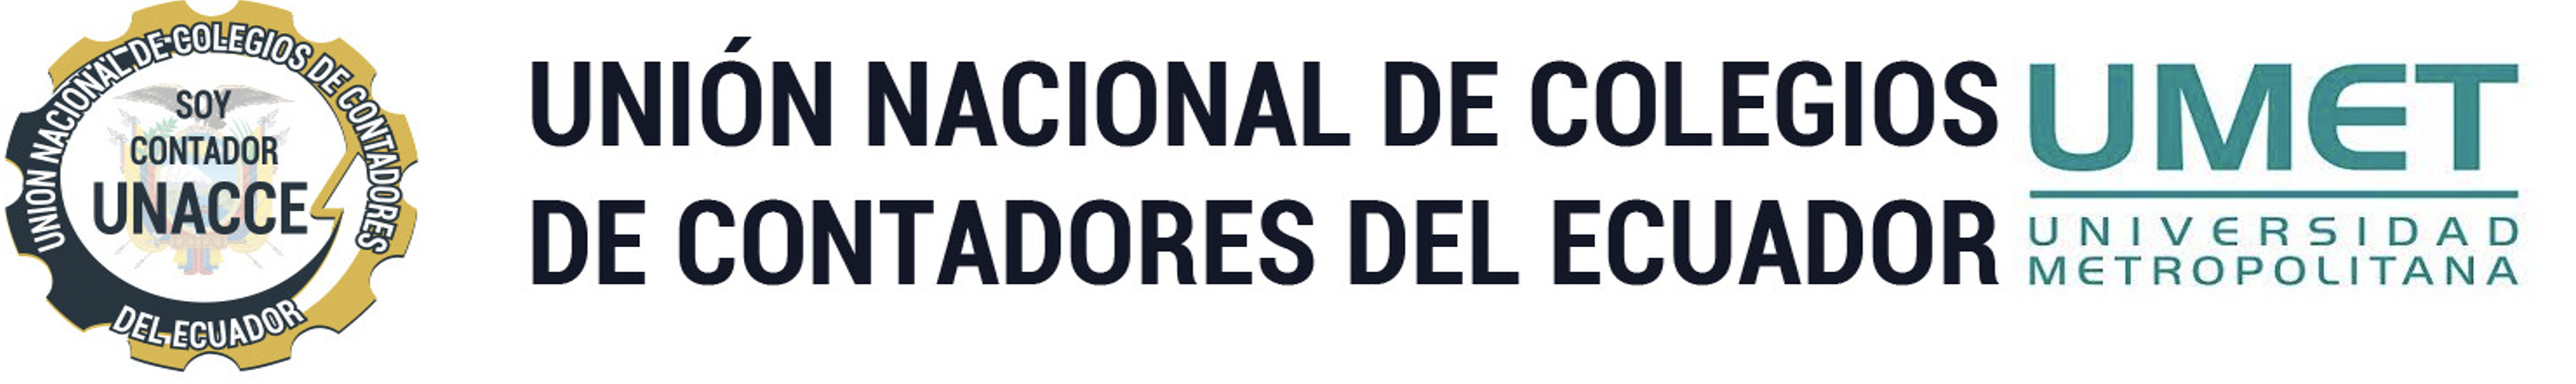 UNION NACIONAL DE COLEGIOS DE CONTADORES
SOY
CONTADOR
UNACCE
DEL ECUADOR
UNIÓN NACIONAL DE COLEGIOS
DE CONTADORES DEL ECUADOR
UMET
UNIVERSIDAD
METROPOLITANA